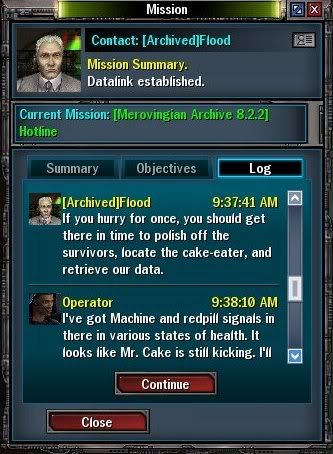 Mission
Contact: [Archived]Flood
Mission Summary.
Datalink established.
Current Mission: [Merovingian Archive 8.2.2]
Hotline
Summary
Objectives
Log
[Archived]Flood 9:37:41 AM
If you hurry for once, you should get
there in time to polish off the
survivors, locate the cake-eater, and
retrieve our data.
Operator 9:38:10 AM
I've got Machine and redpill signals in
there in various states of health. It
looks like Mr. Cake is still kicking. I'll
Continue
Close